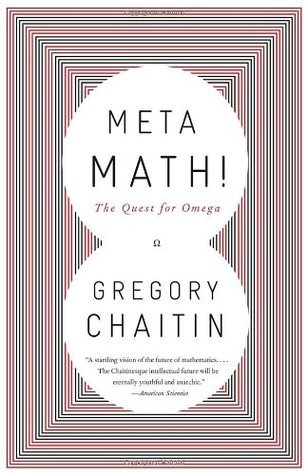 META
MATH!
The Quest for Omega
Ω
GREGORY
CHAITIN
"A startling vision of the future of mathematics. . . .
The Chaitinesque intellectual future will be
eternally youthful and anarchic."
—American Scientist